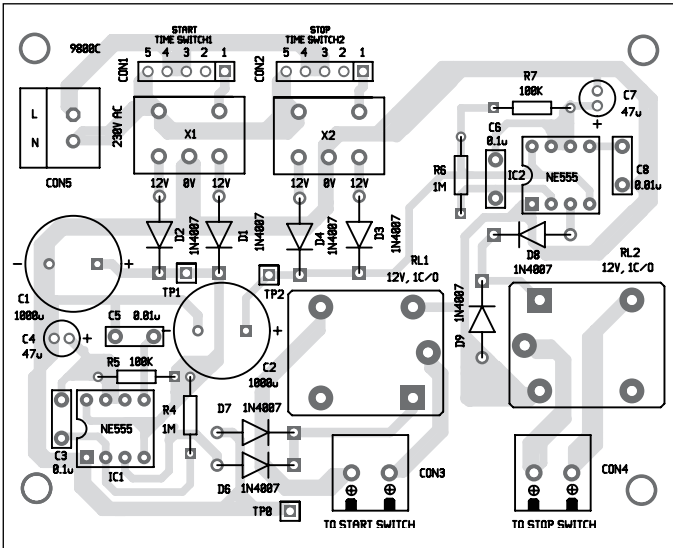 START
TIME SWITCH1
STOP
TIME SWITCH2
9800C
5 4 3 2 1
5 4 3 2 1
CON1
CON2
R7
100K
C7
47u
+
L
N
230V AC
X1
X2
C6
0.1u
R6
1M
IC2
NE555
C8
0.01u
CON5
12V 0V 12V
12V 0V 12V
D2
1N4007
D1
1N4007
D4
1N4007
D3
1N4007
D8
1N4007
RL1
12V, 1C/O
RL2
12V, 1C/O
- +
C1
1000u
TP1
TP2
C5 0.01u
- +
C2
1000u
D9
1N4007
C4
47u
+
R5 100K
R4
1M
D7 1N4007
NE555
C3
0.1u
IC1
D6 1N4007
CON3
CON4
TP0
TO START SWITCH
TO STOP SWITCH